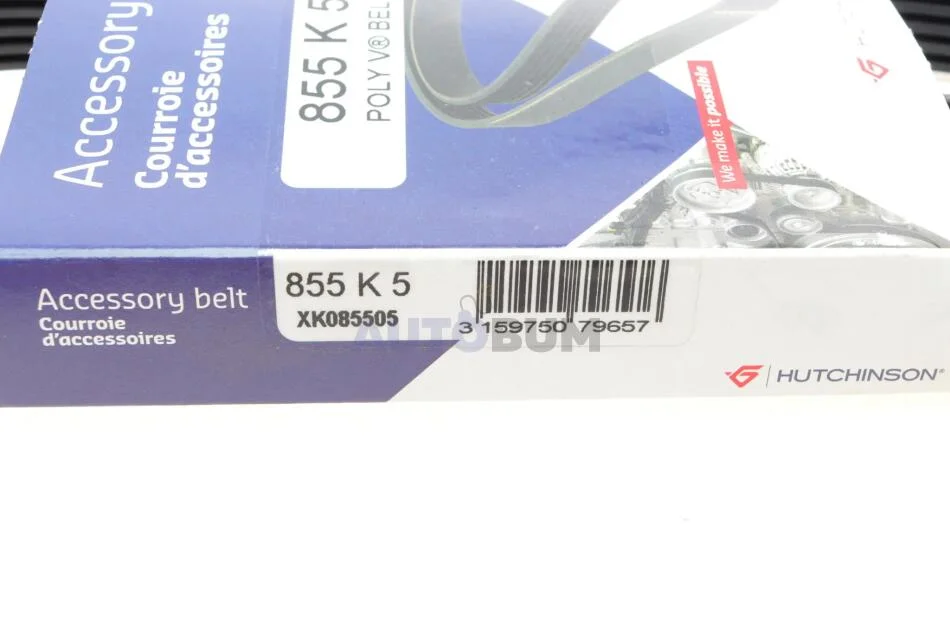 Accessory
Courroie
d'accessoires
855 K 5
POLY V® BEL
We make it possible
Accessory belt
Courroie
d'accessoires
855 K 5
XK085505
3 159750 79657
AUTOBUM
HUTCHINSON®